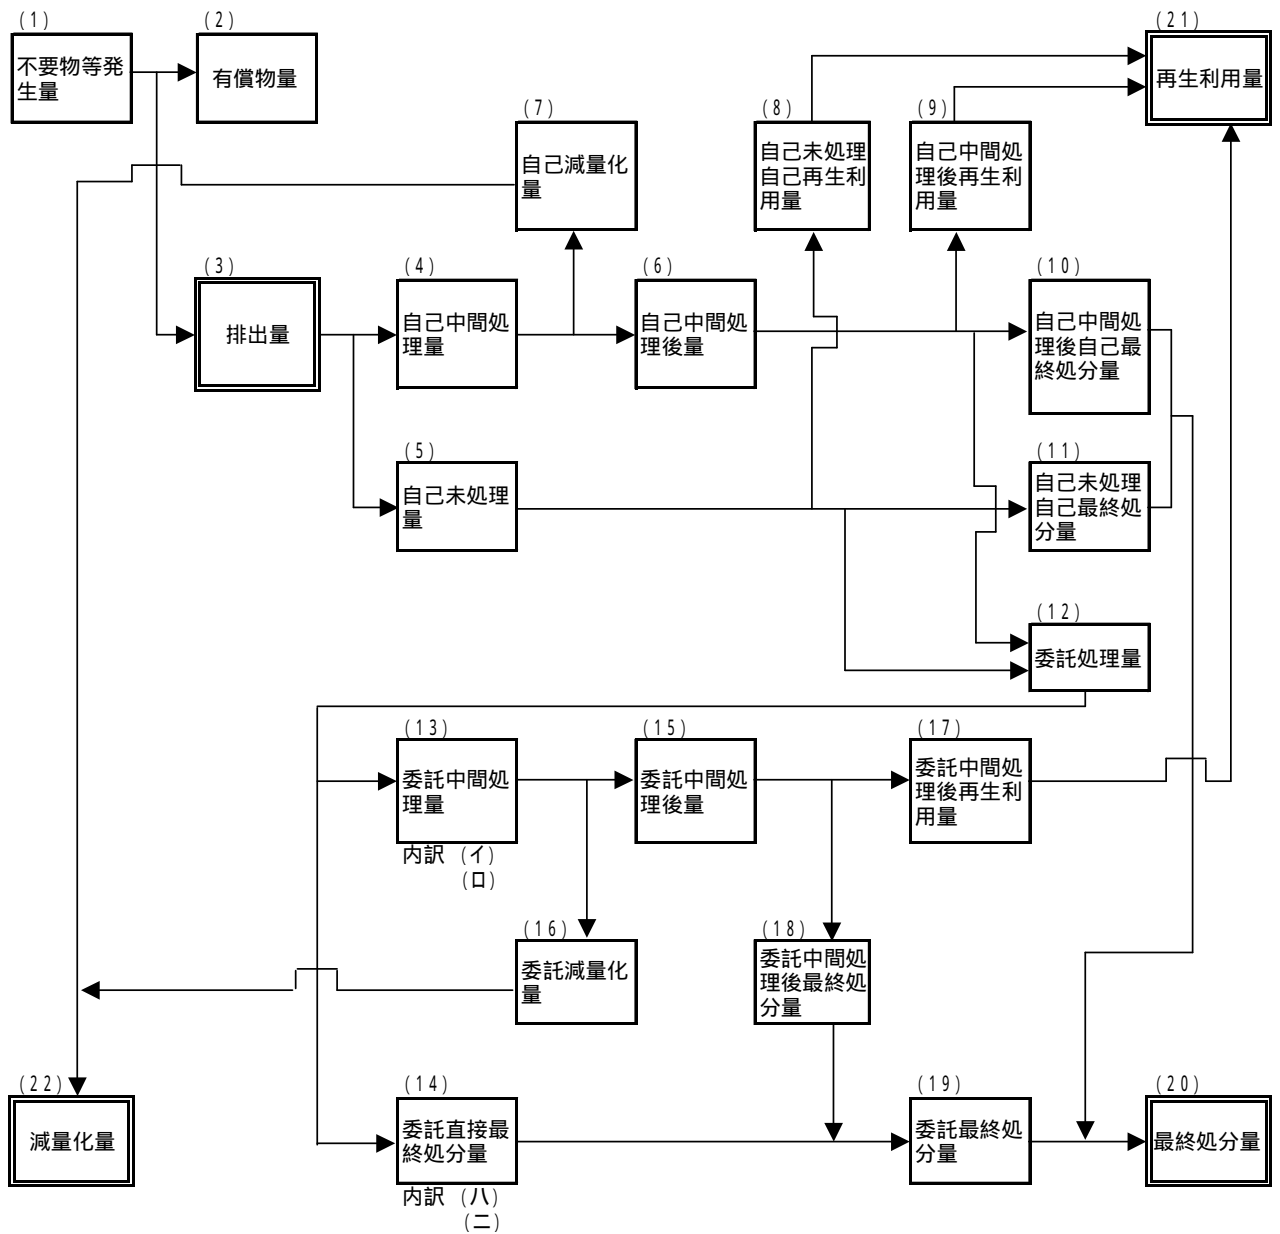 (1)
不要物等発
生量
(2)
有償物量
(21)
再生利用量
(7)
自己減量化
量
(8)
自己未処理
自己再生利
用量
(9)
自己中間処
理後再生利
用量
(3)
排出量
(4)
自己中間処
理量
(6)
自己中間処
理後量
(10)
自己中間処
理後自己最
終処分量
(5)
自己未処理
量
(11)
自己未処理
自己最終処
分量
(12)
委託処理量
(13)
委託中間処
理量
内訳 (イ)
(ロ)
(15)
委託中間処
理後量
(17)
委託中間処
理後再生利
用量
(16)
委託減量化
量
(18)
委託中間処
理後最終処
分量
(22)
減量化量
(14)
委託直接最
終処分量
内訳 (ハ)
(ニ)
(19)
委託最終処
分量
(20)
最終処分量